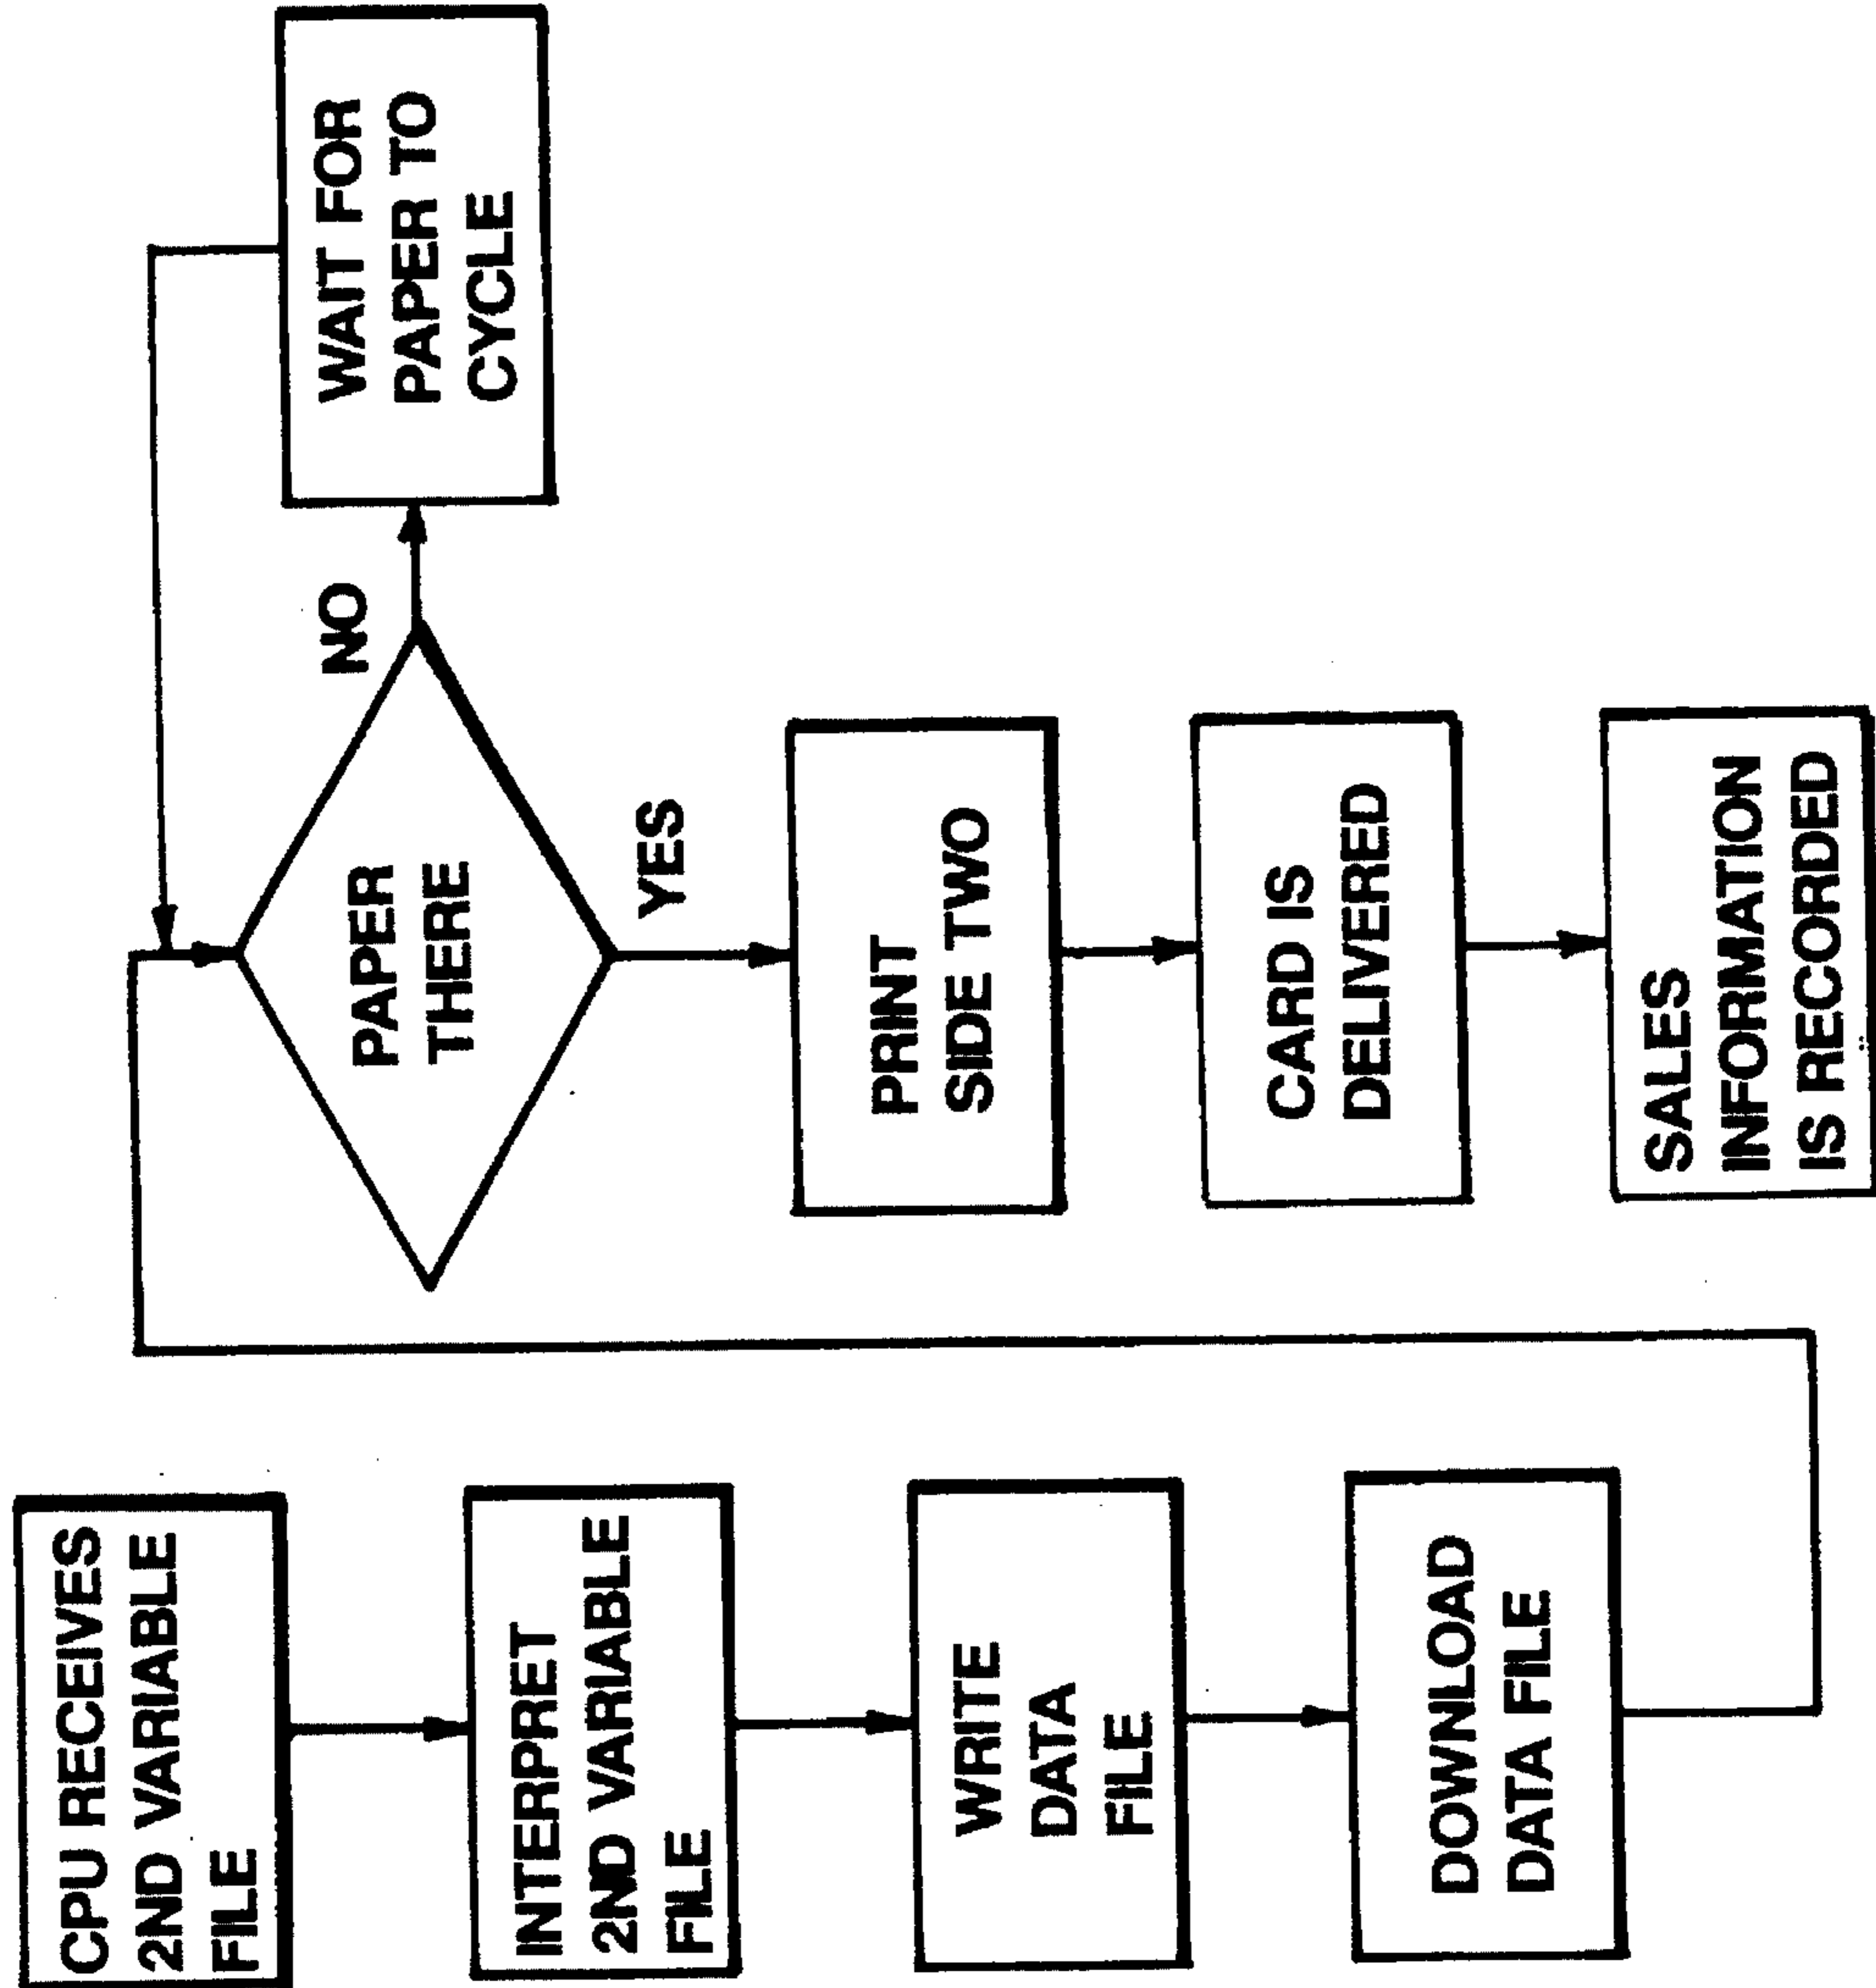 CPU RECEIVES
2ND VARIABLE
FILE
INTERPRET
2ND VARIABLE
FILE
WRITE
DATA
FILE
DOWNLOAD
DATA FILE
PAPER
THERE
NO
WAIT FOR
PAPER TO
CYCLE
YES
PRINT
SIDE TWO
CARD IS
DELIVERED
SALES
INFORMATION
IS RECORDED